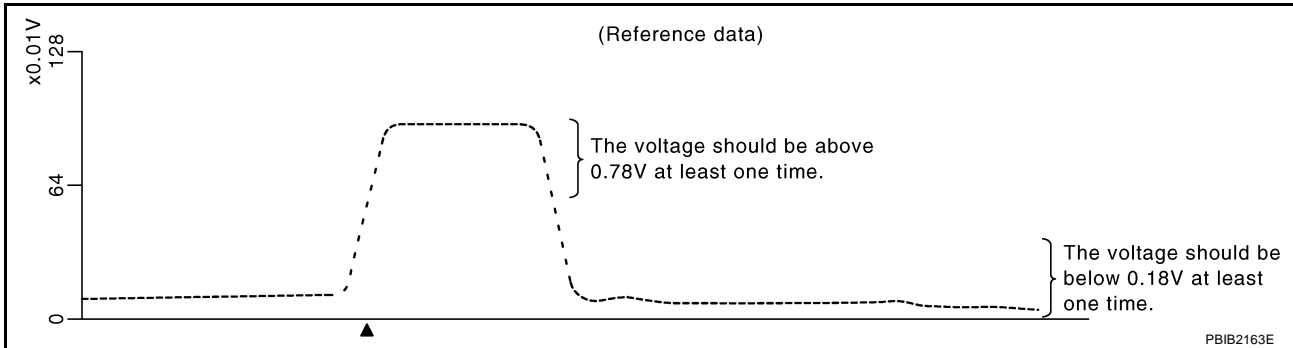 (Reference data)
x0.01V
128
64
0
The voltage should be above
0.78V at least one time.
The voltage should be
below 0.18V at least
one time.
PBIB2163E